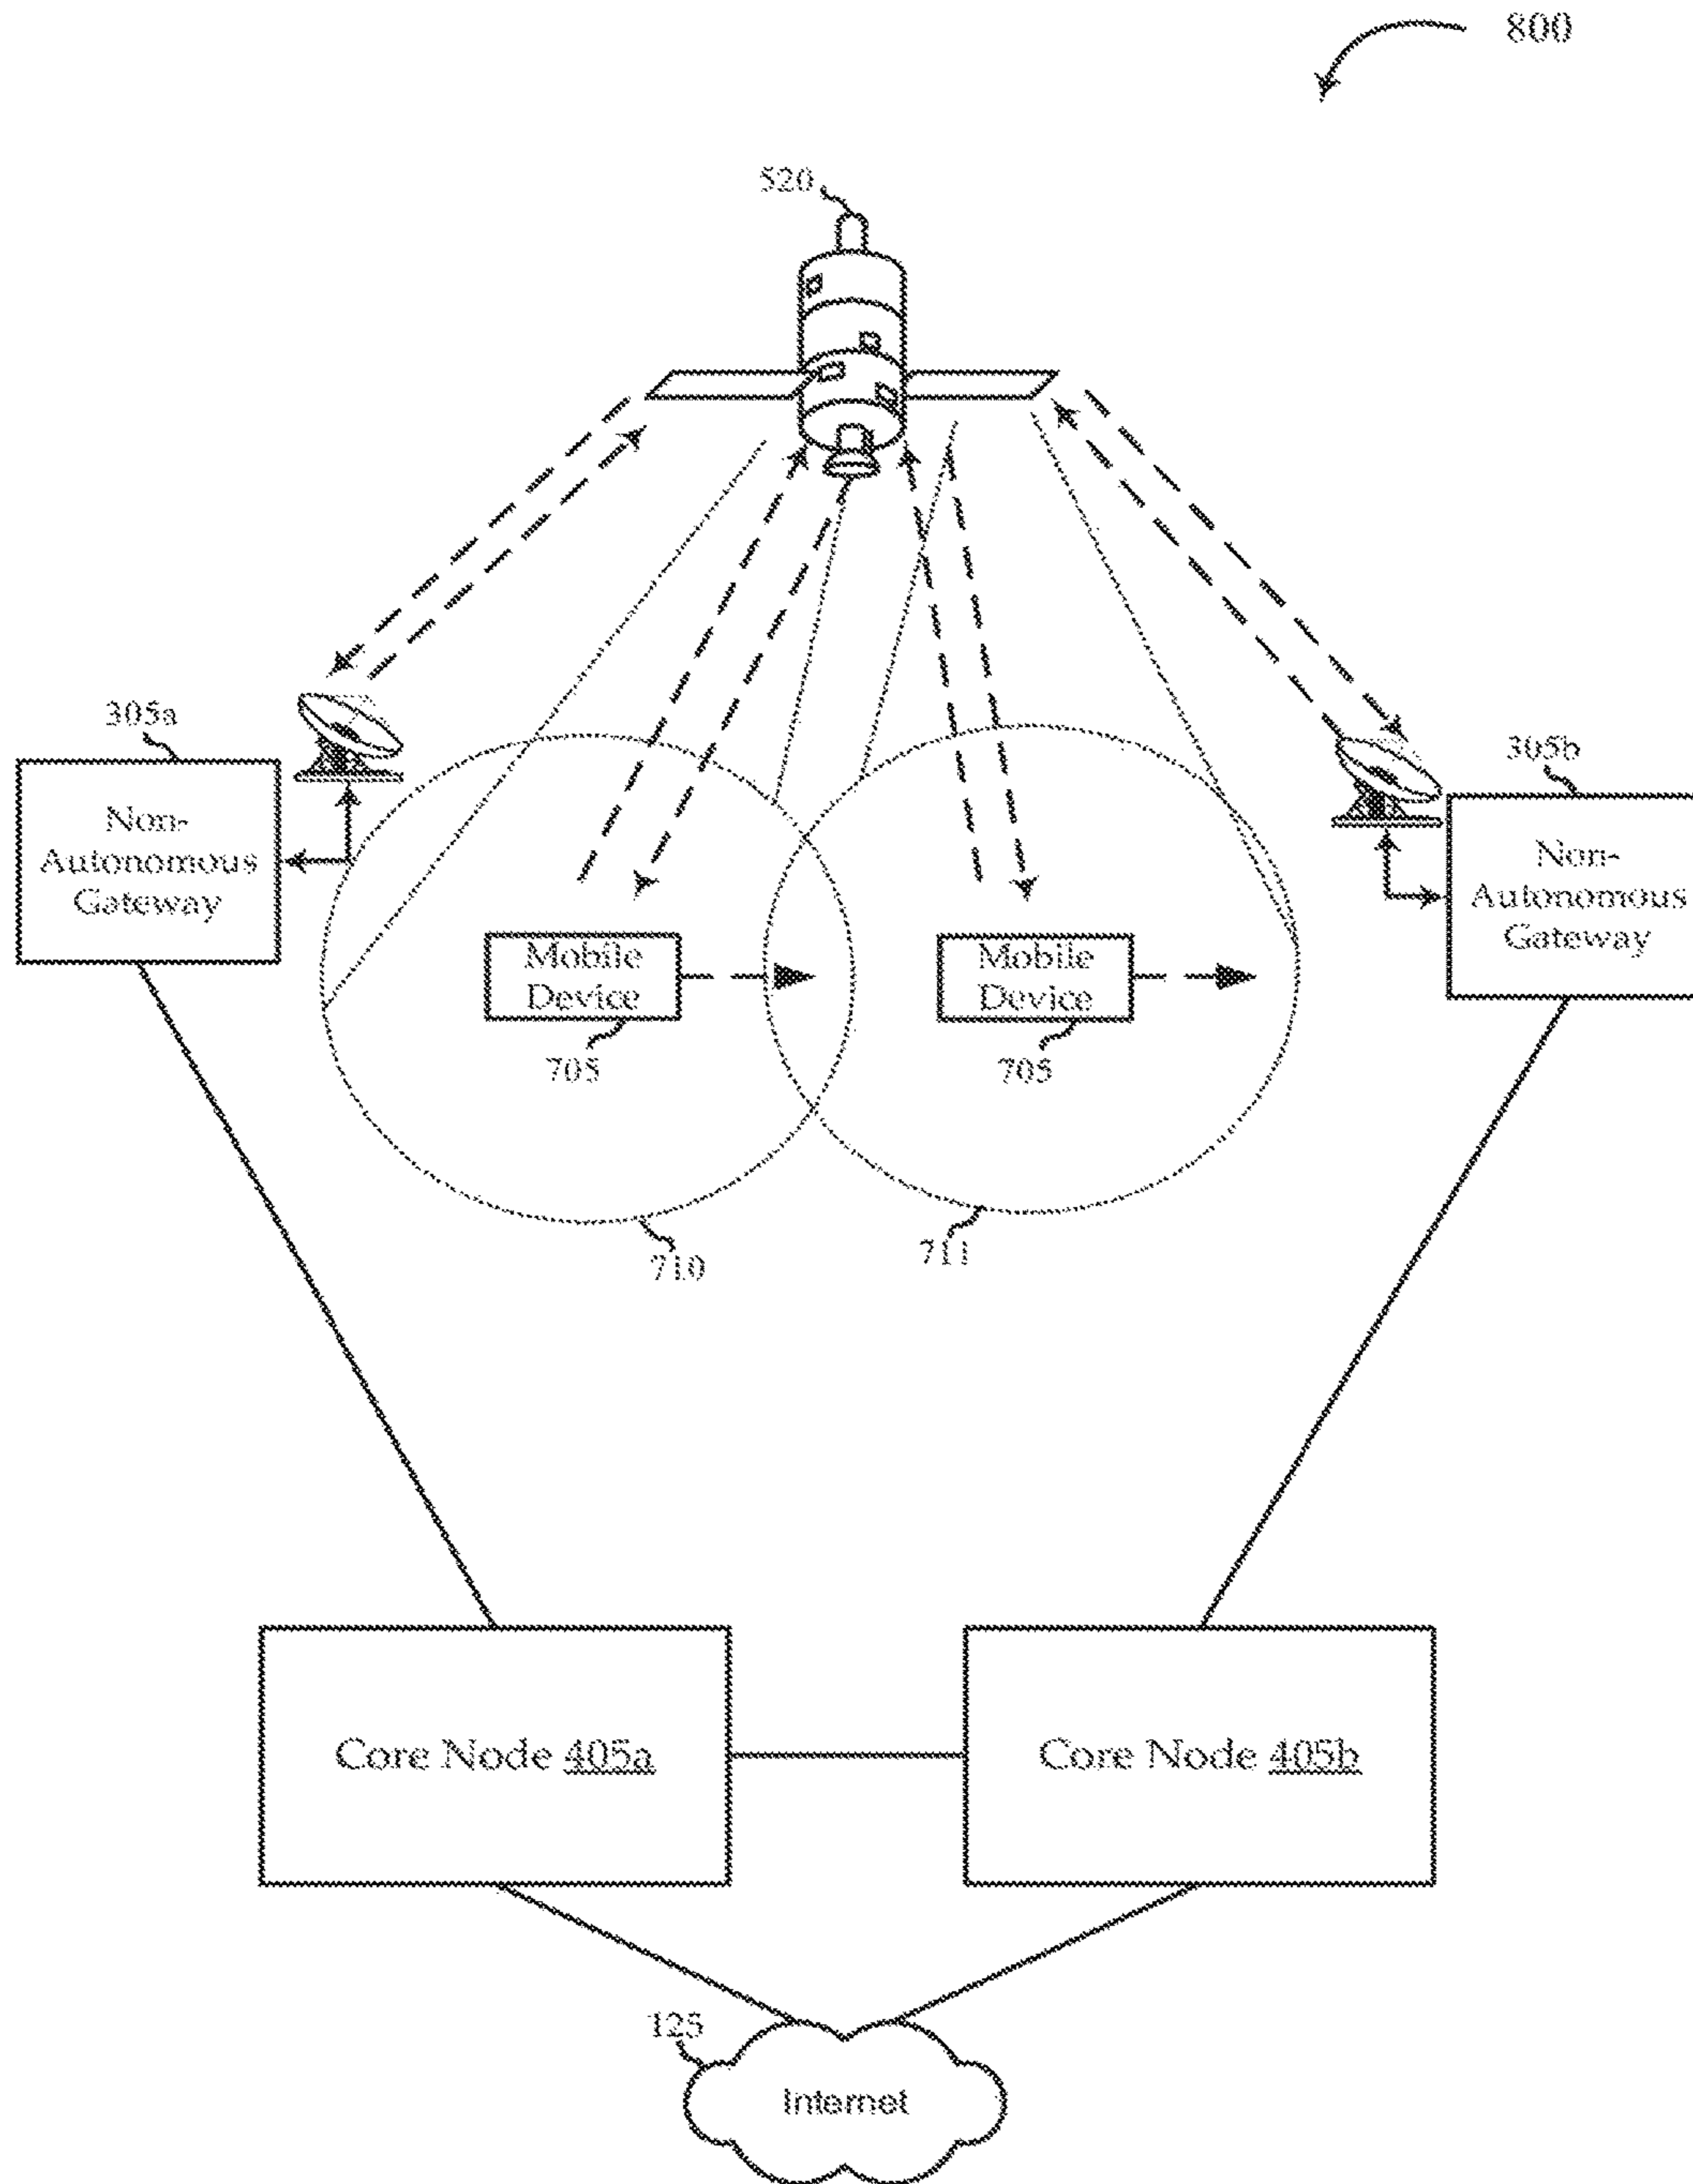 800
520
305a
Non-
Autonomous
Gateway
305b
Non-
Autonomous
Gateway
Mobile
Device
705
Mobile
Device
705
710
711
Core Node 405a
Core Node 405b
125
Internet